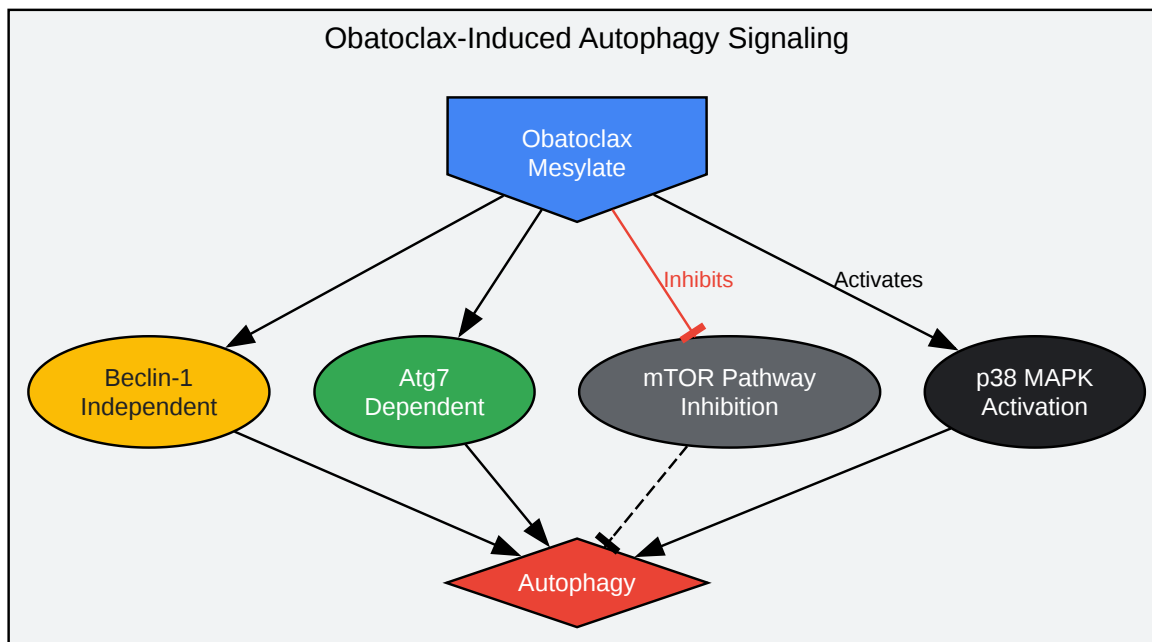 Obatoclax-Induced Autophagy Signaling
Obatoclax
Mesylate
Inhibits
Activates
Beclin-1
Independent
Atg7
Dependent
mTOR Pathway
Inhibition
p38 MAPK
Activation
Autophagy